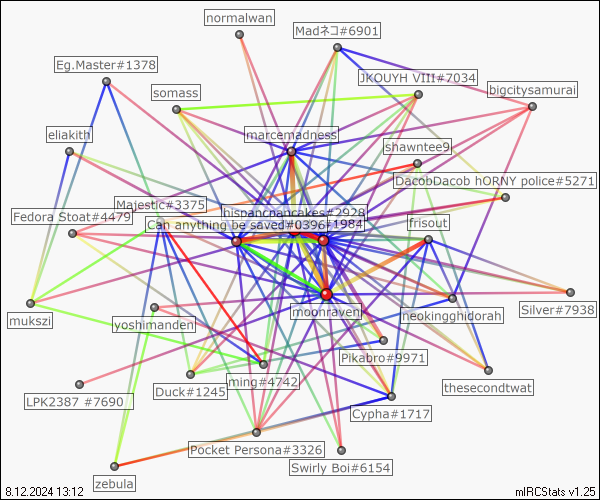 normalwan
Madネコ#6901
Eg.Master#1378
JKOUYH VIII#7034
somass
bigcitysamurai
eliakith
marcemadness
shawntee9
DacobDacob hORNY police#5271
Majestic#3375
Fedora Stoat#4479
hispancpancakes#2928
Can anything be saved#0396
1984
frisout
mukszi
yoshimanden
moonraven
neokingghidorah
Silver#7938
Pikabro#9971
LPK2387 #7690
Duck#1245
ming#4742
thesecondtwat
Cypha#1717
Pocket Persona#3326
Swirly Boi#6154
zebula
8.12.2024 13:12
mIRCStats v1.25